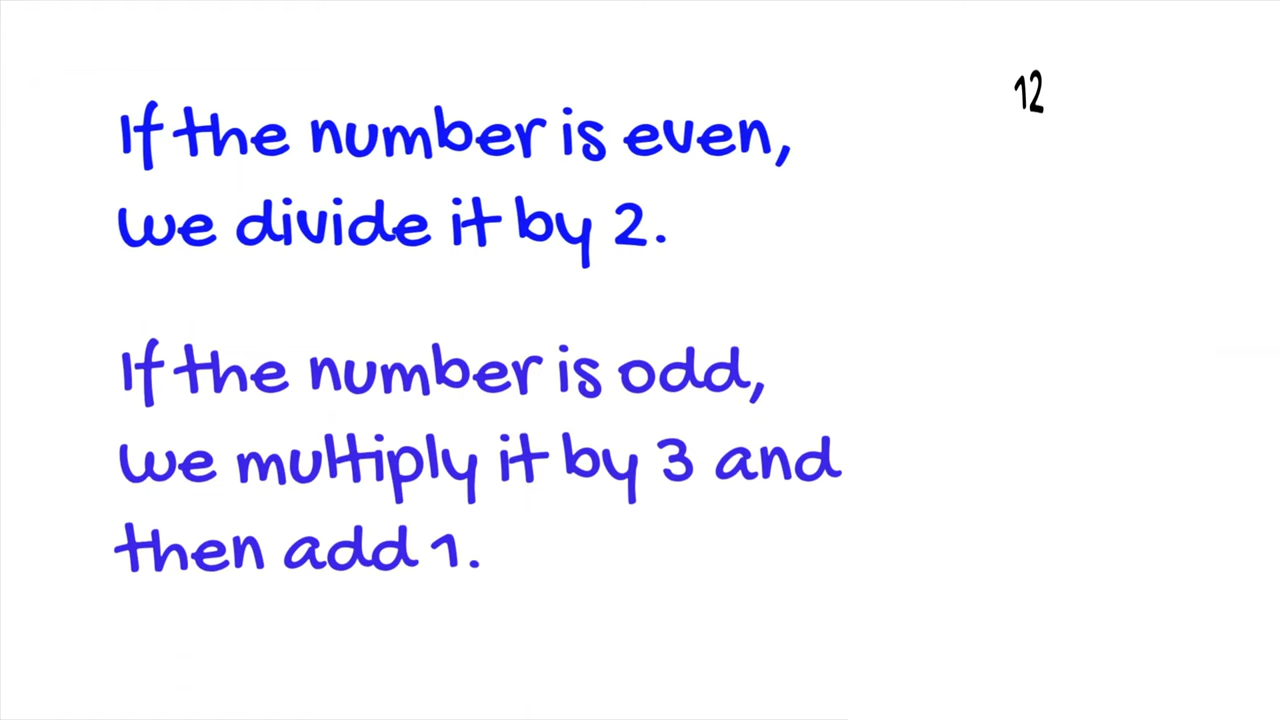 If the number is even,
we divide it by 2.
If the number is odd,
we multiply it by 3 and
then add 1.
12